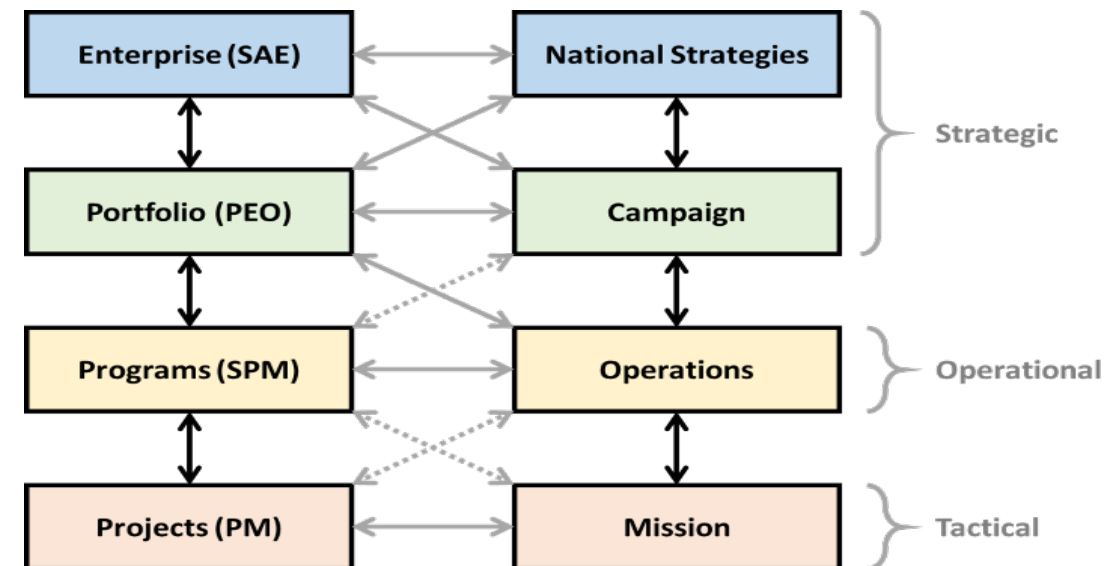 Enterprise (SAE)
National Strategies
Strategic
Portfolio (PEO)
Campaign
Programs (SPM)
Operations
Operational
Projects (PM)
Mission
Tactical